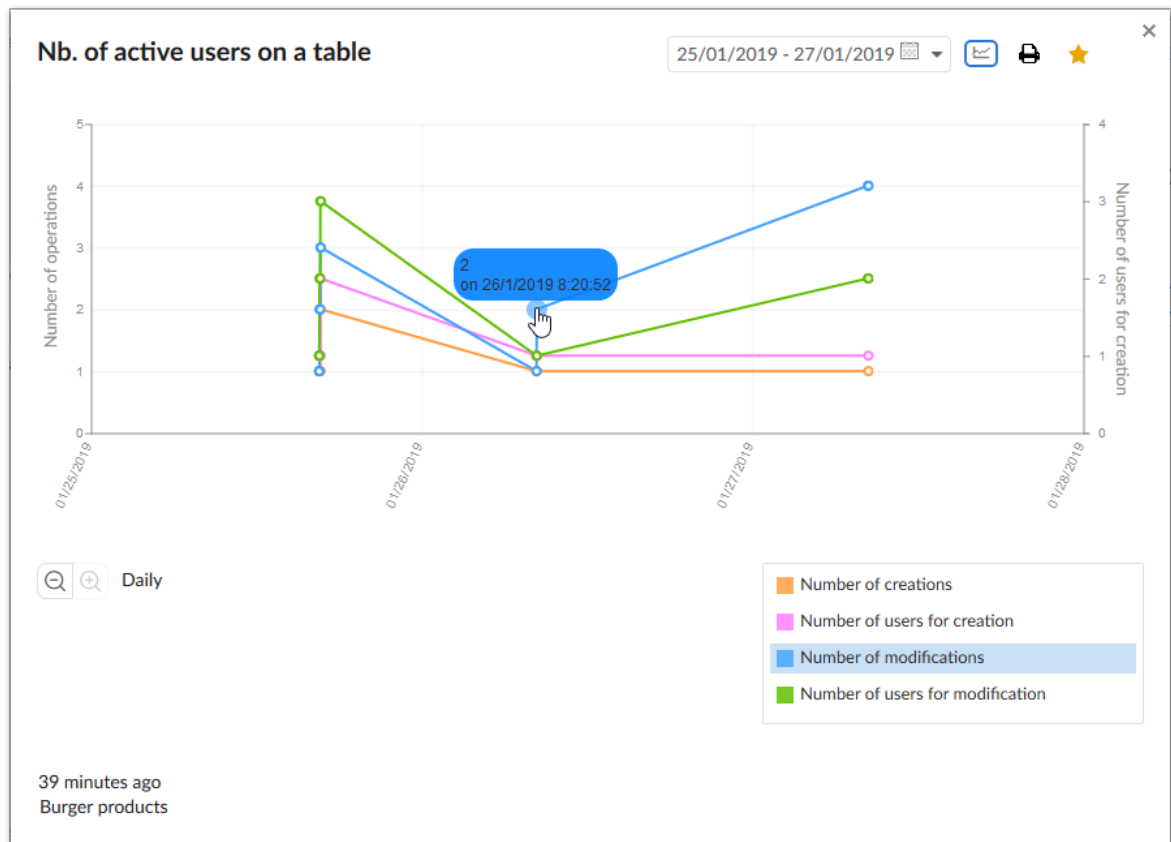 Nb. of active users on a table
25/01/2019 - 27/01/2019
×
5
4
3
2
1
0
Number of operations
4
3
2
1
0
Number of users for creation
2
on 26/1/2019 8:20:52
01/25/2019
01/26/2019
01/27/2019
01/28/2019
Daily
Number of creations
Number of users for creation
Number of modifications
Number of users for modification
39 minutes ago
Burger products